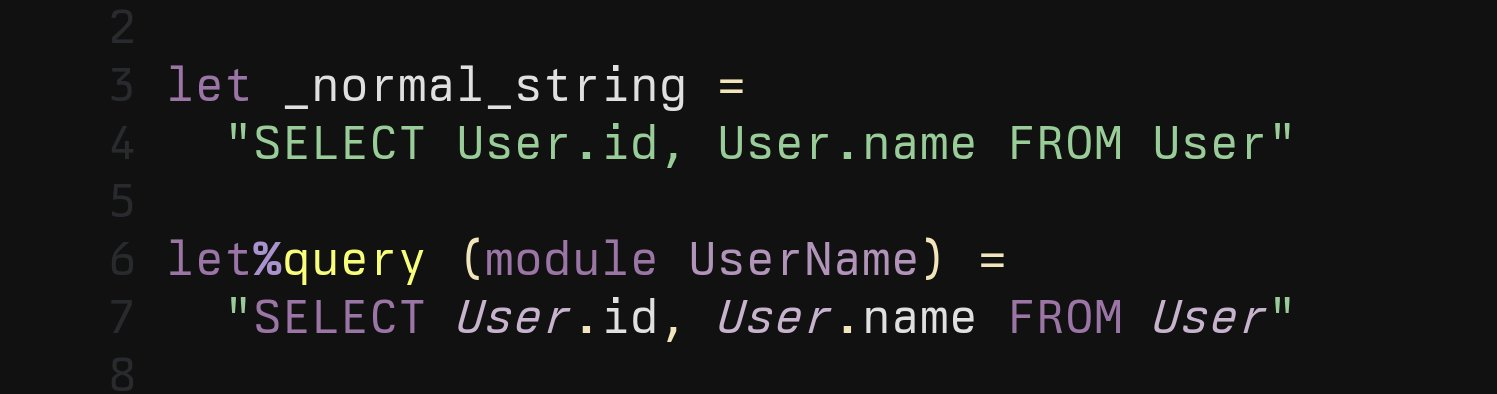 2
3 let _normal_string =
4   "SELECT User.id, User.name FROM User"
5
6 let%query (module UserName) =
7   "SELECT User.id, User.name FROM User"
8